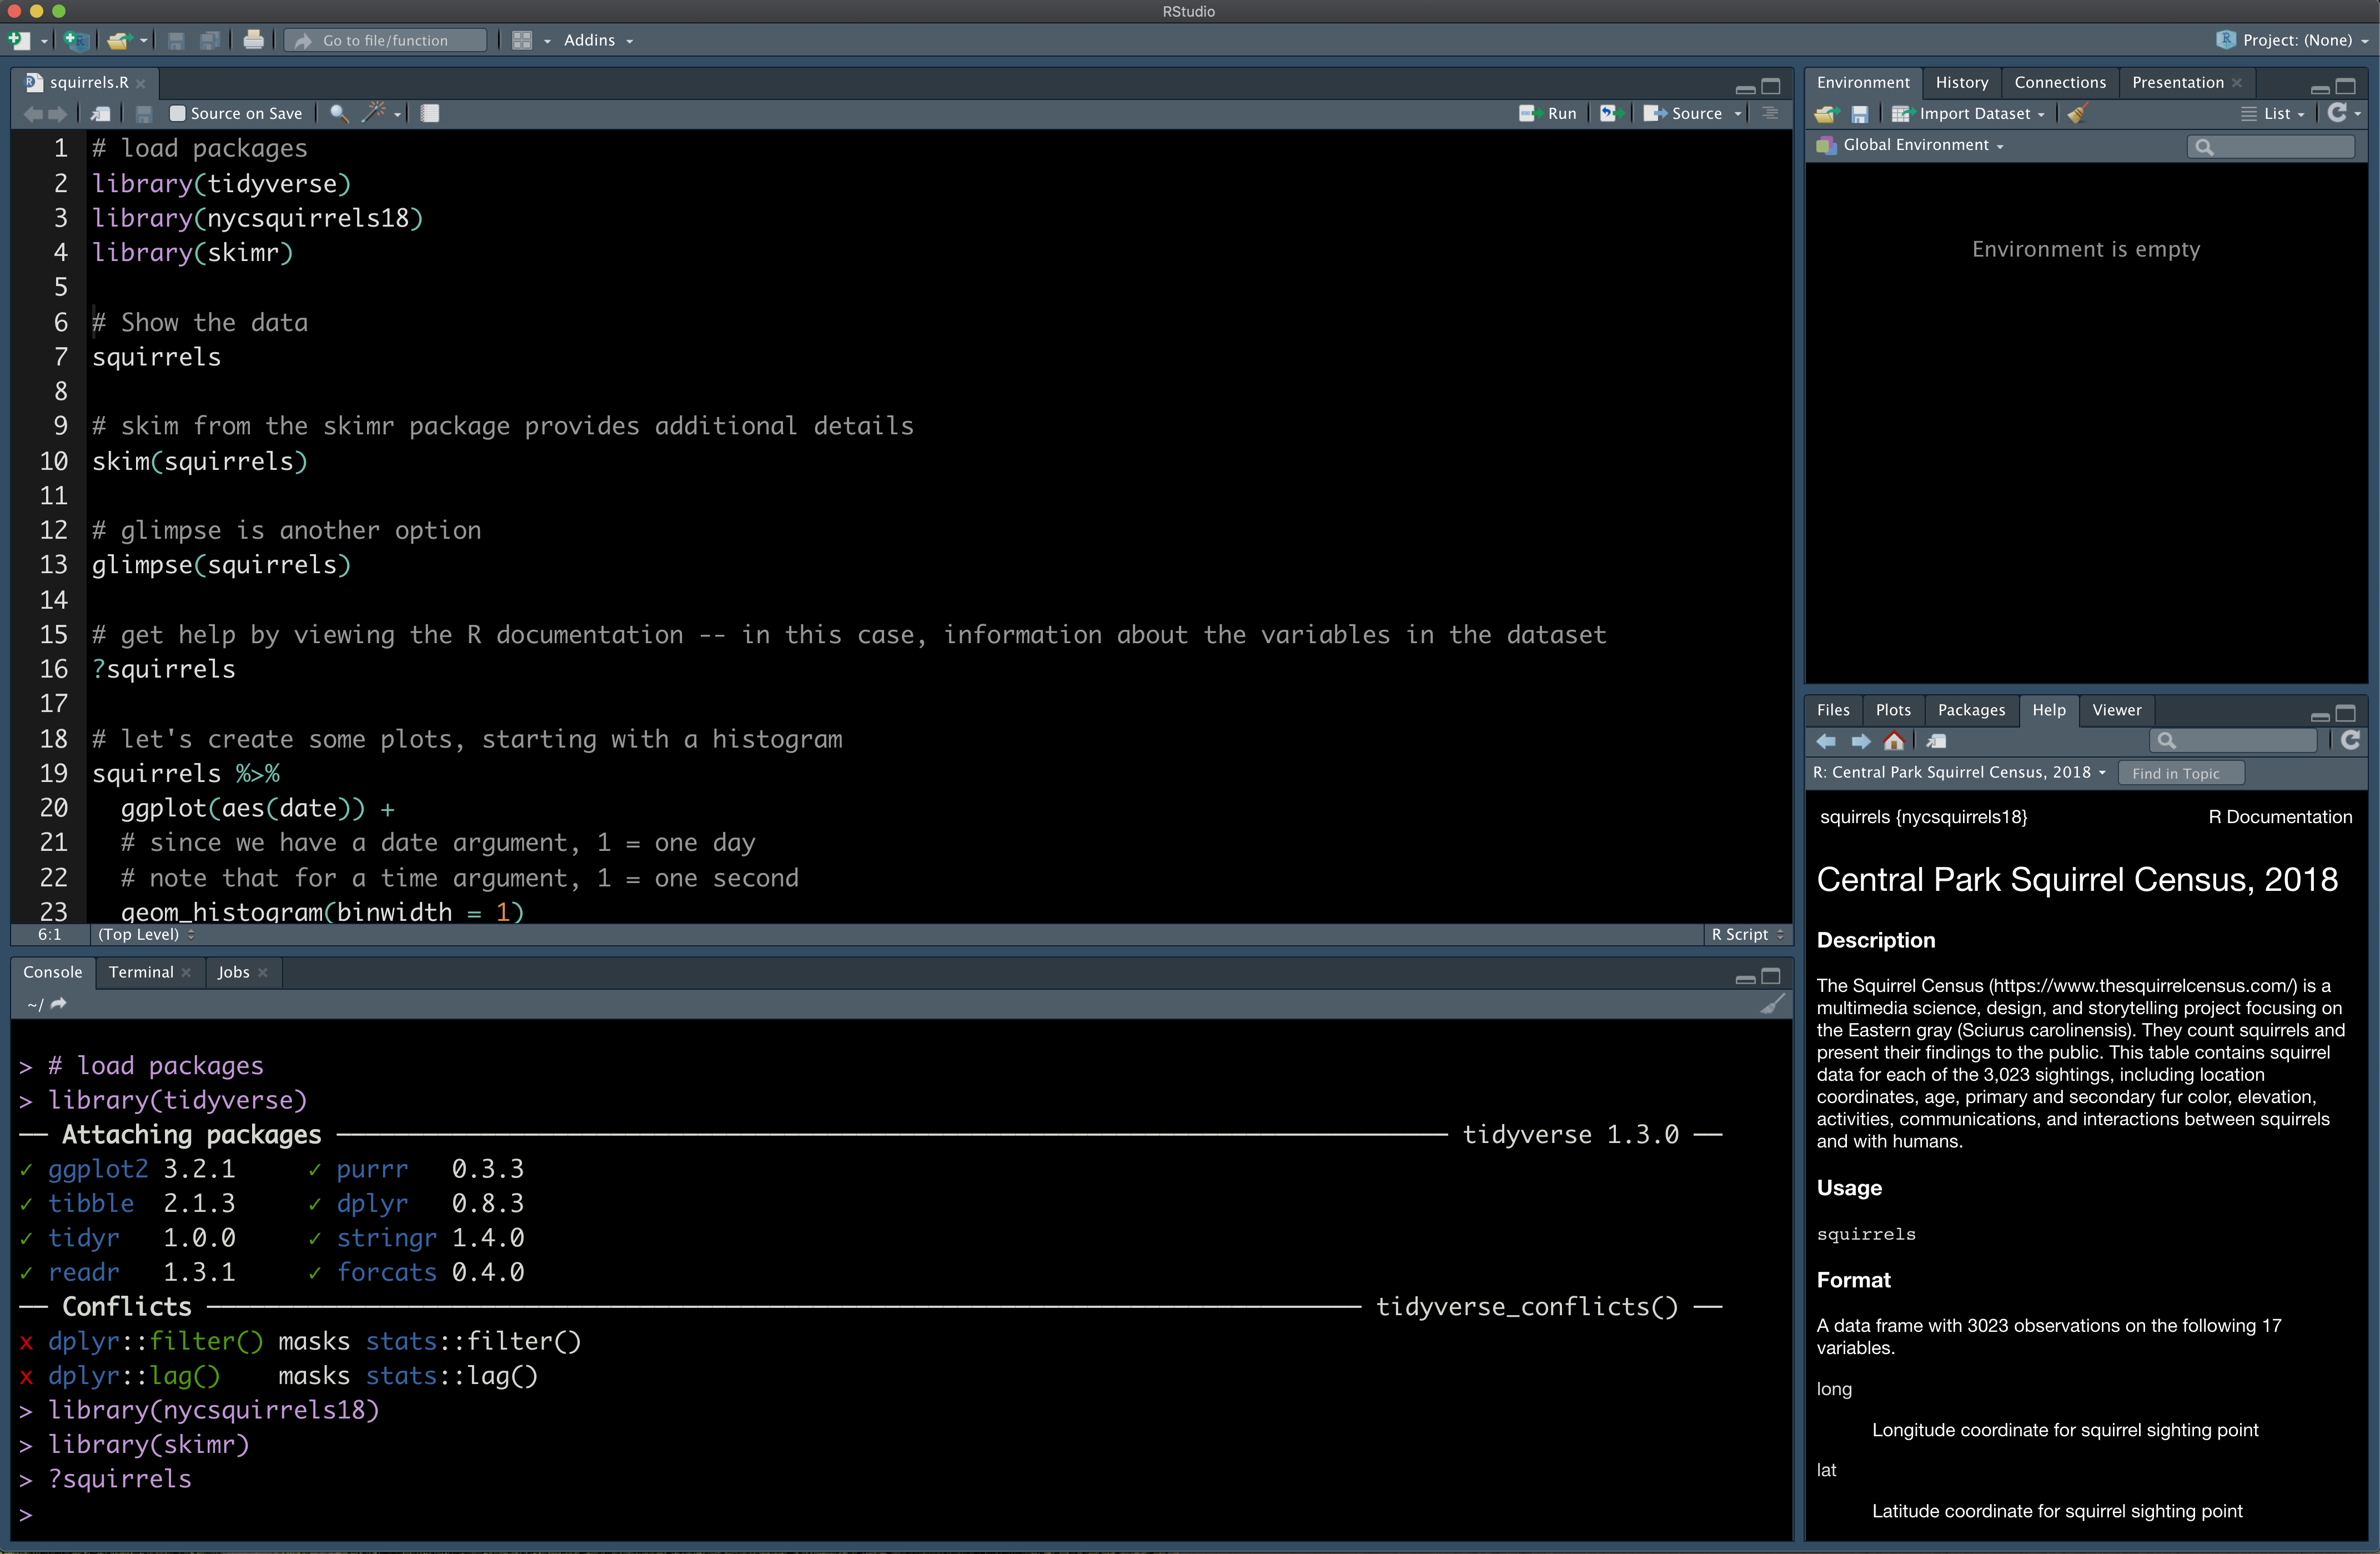 RStudio
Go to file/function
Addins
Project: (None)
squirrels.R
Source on Save
Run
Source
1 # load packages
2 library(tidyverse)
3 library(nycsquirrels18)
4 library(skimr)
5
6 # Show the data
7 squirrels
8
9 # skim from the skimr package provides additional details
10 skim(squirrels)
11
12 # glimpse is another option
13 glimpse(squirrels)
14
15 # get help by viewing the R documentation -- in this case, information about the variables in the dataset
16 ?squirrels
17
18 # let's create some plots, starting with a histogram
19 squirrels %>%
20   ggplot(aes(date)) +
21   # since we have a date argument, 1 = one day
22   # note that for a time argument, 1 = one second
23   geom_histogram(binwidth = 1)
6:1 (Top Level) R Script
Console Terminal Jobs
~/
> # load packages
> library(tidyverse)
── Attaching packages ──────────────── tidyverse 1.3.0 ──
✓ ggplot2 3.2.1     ✓ purrr   0.3.3
✓ tibble  2.1.3     ✓ dplyr   0.8.3
✓ tidyr   1.0.0     ✓ stringr 1.4.0
✓ readr   1.3.1     ✓ forcats 0.4.0
── Conflicts ──────────────── tidyverse_conflicts() ──
x dplyr::filter() masks stats::filter()
x dplyr::lag()    masks stats::lag()
> library(nycsquirrels18)
> library(skimr)
> ?squirrels
>
Environment History Connections Presentation
Import Dataset
List
Global Environment
Environment is empty
Files Plots Packages Help Viewer
R: Central Park Squirrel Census, 2018
Find in Topic
squirrels {nycsquirrels18}
R Documentation
Central Park Squirrel Census, 2018
Description
The Squirrel Census (https://www.thesquirrelcensus.com/) is a
multimedia science, design, and storytelling project focusing on
the Eastern gray (Sciurus carolinensis). They count squirrels and
present their findings to the public. This table contains squirrel
data for each of the 3,023 sightings, including location
coordinates, age, primary and secondary fur color, elevation,
activities, communications, and interactions between squirrels
and with humans.
Usage
squirrels
Format
A data frame with 3023 observations on the following 17
variables.
long
Longitude coordinate for squirrel sighting point
lat
Latitude coordinate for squirrel sighting point